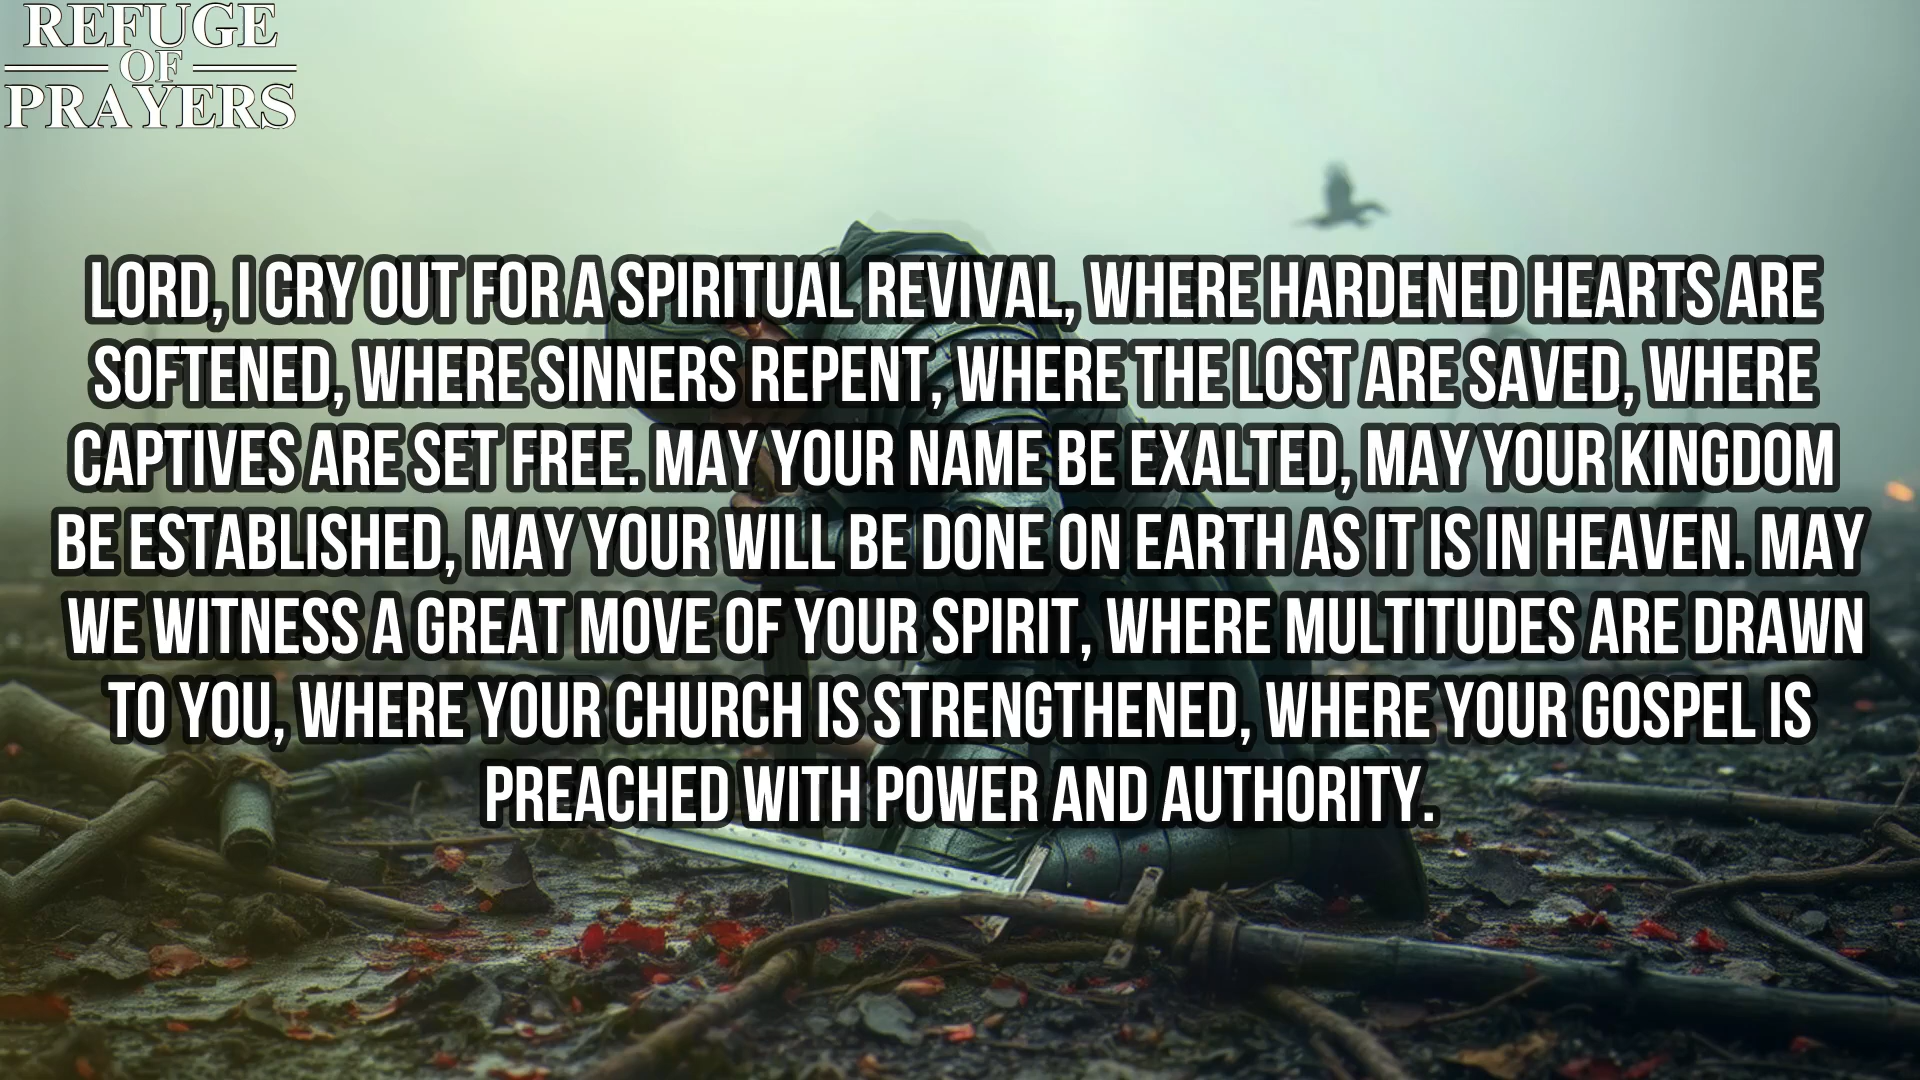 REFUGE
OF
PRAYERS
LORD, I CRY OUT FOR A SPIRITUAL REVIVAL, WHERE HARDENED HEARTS ARE
SOFTENED, WHERE SINNERS REPENT, WHERE THE LOST ARE SAVED, WHERE
CAPTIVES ARE SET FREE. MAY YOUR NAME BE EXALTED, MAY YOUR KINGDOM
BE ESTABLISHED, MAY YOUR WILL BE DONE ON EARTH AS IT IS IN HEAVEN. MAY
WE WITNESS A GREAT MOVE OF YOUR SPIRIT, WHERE MULTITUDES ARE DRAWN
TO YOU, WHERE YOUR CHURCH IS STRENGTHENED, WHERE YOUR GOSPEL IS
PREACHED WITH POWER AND AUTHORITY.